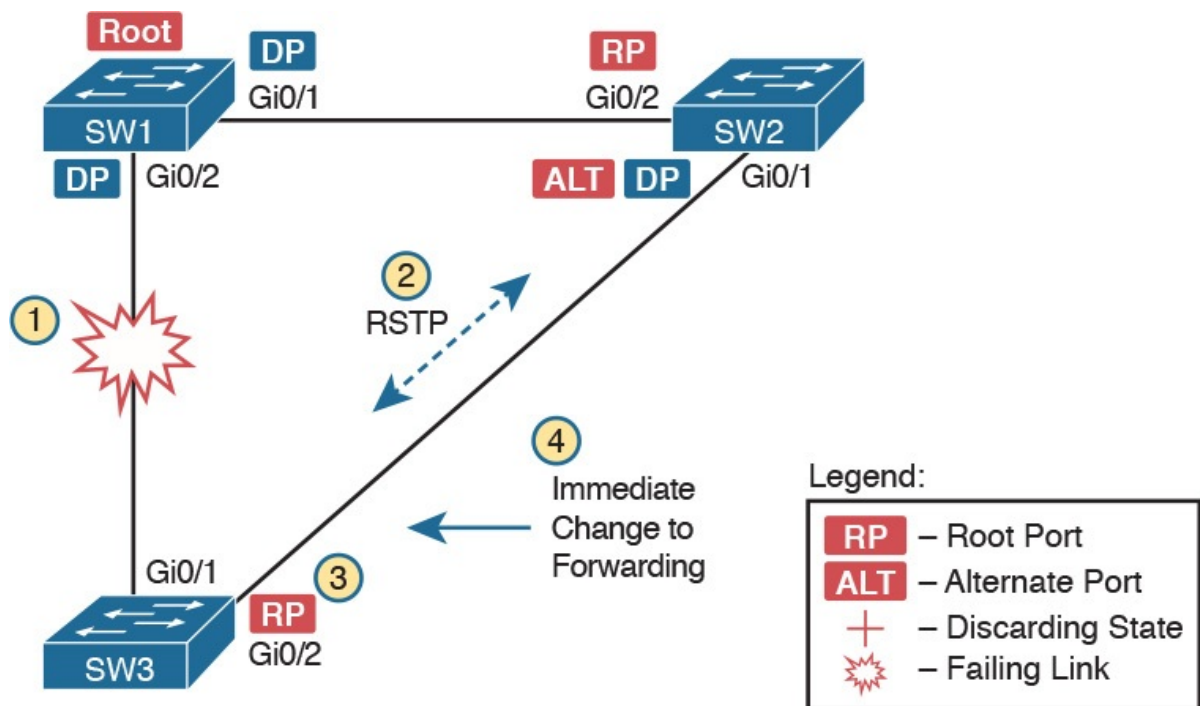 Root
DP
RP
Gi0/1
Gi0/2
SW1
SW2
DP
Gi0/2
ALT
DP
Gi0/1
2
RSTP
1
4
Immediate
Change to
Forwarding
Gi0/1
3
RP
Gi0/2
SW3
Legend:
RP – Root Port
ALT – Alternate Port
– Discarding State
– Failing Link